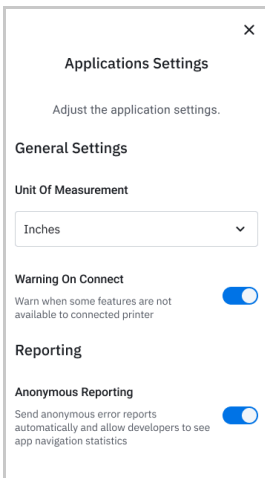 Applications Settings
Adjust the application settings.
General Settings
Unit Of Measurement
Inches
Warning On Connect
Warn when some features are not
available to connected printer
Reporting
Anonymous Reporting
Send anonymous error reports
automatically and allow developers to see
app navigation statistics